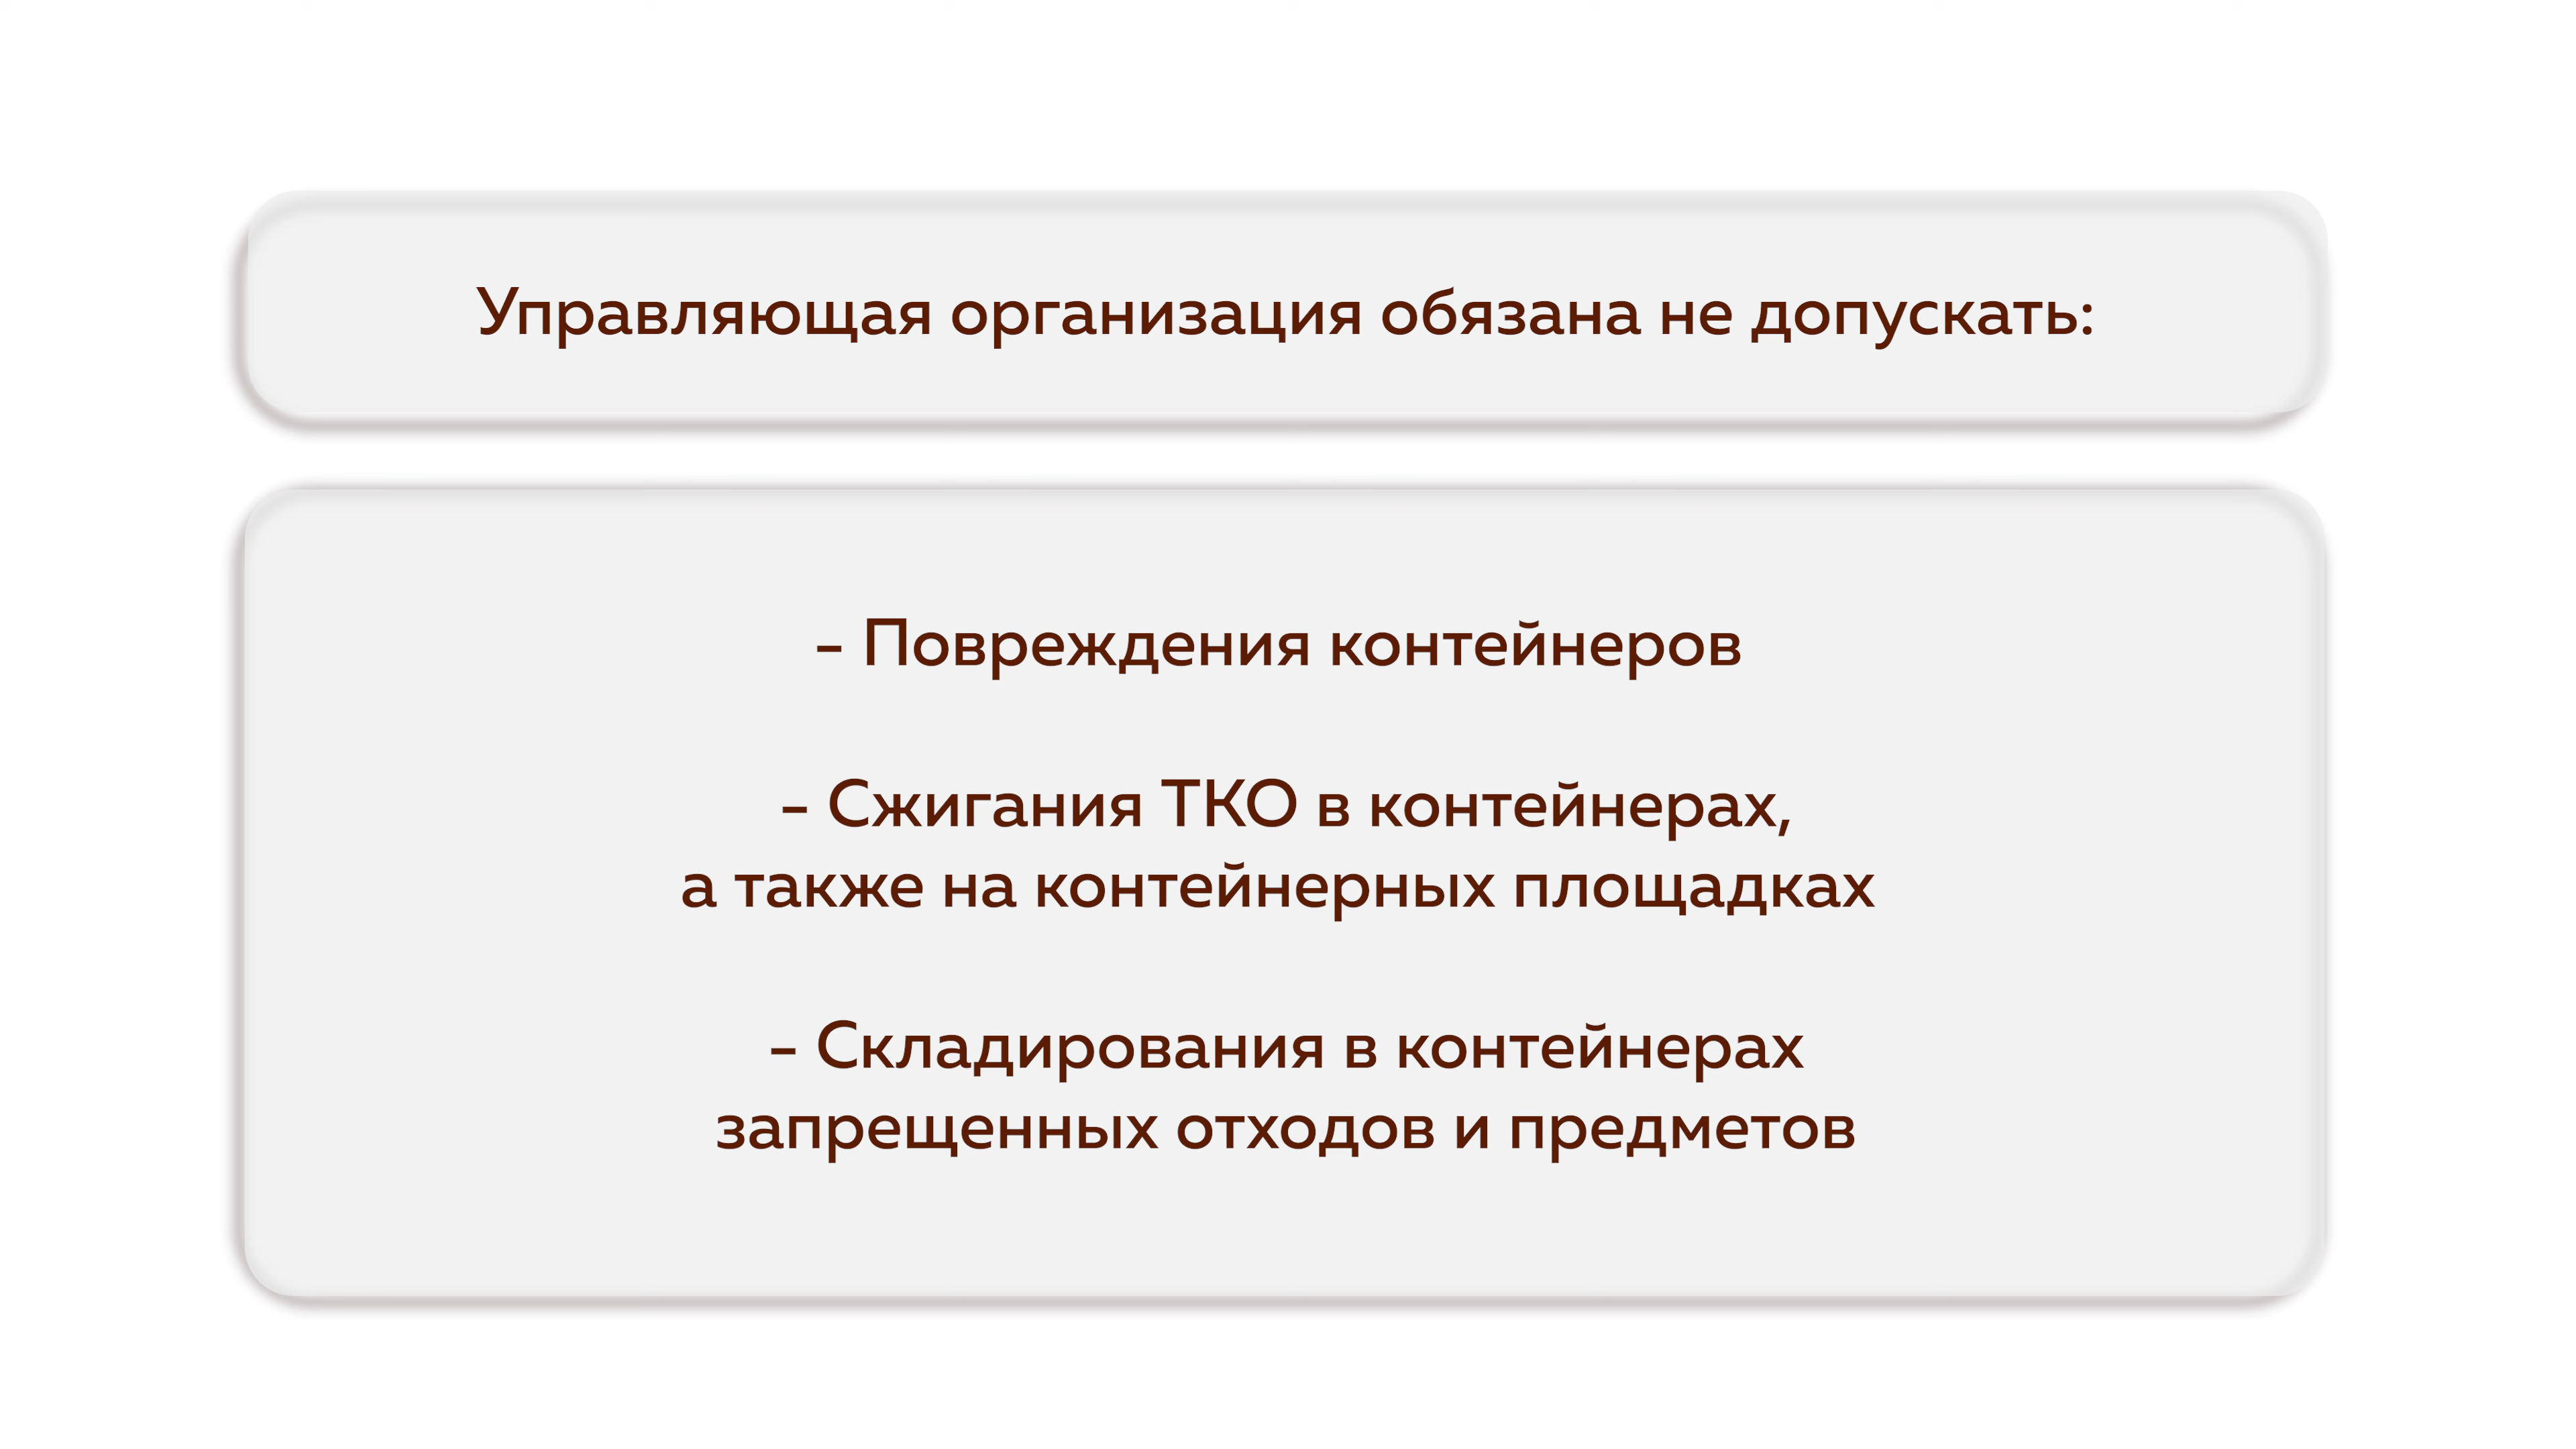 Управляющая организация обязана не допускать:
- Повреждения контейнеров
- Сжигания ТКО в контейнерах,
а также на контейнерных площадках
- Складирования в контейнерах
запрещенных отходов и предметов